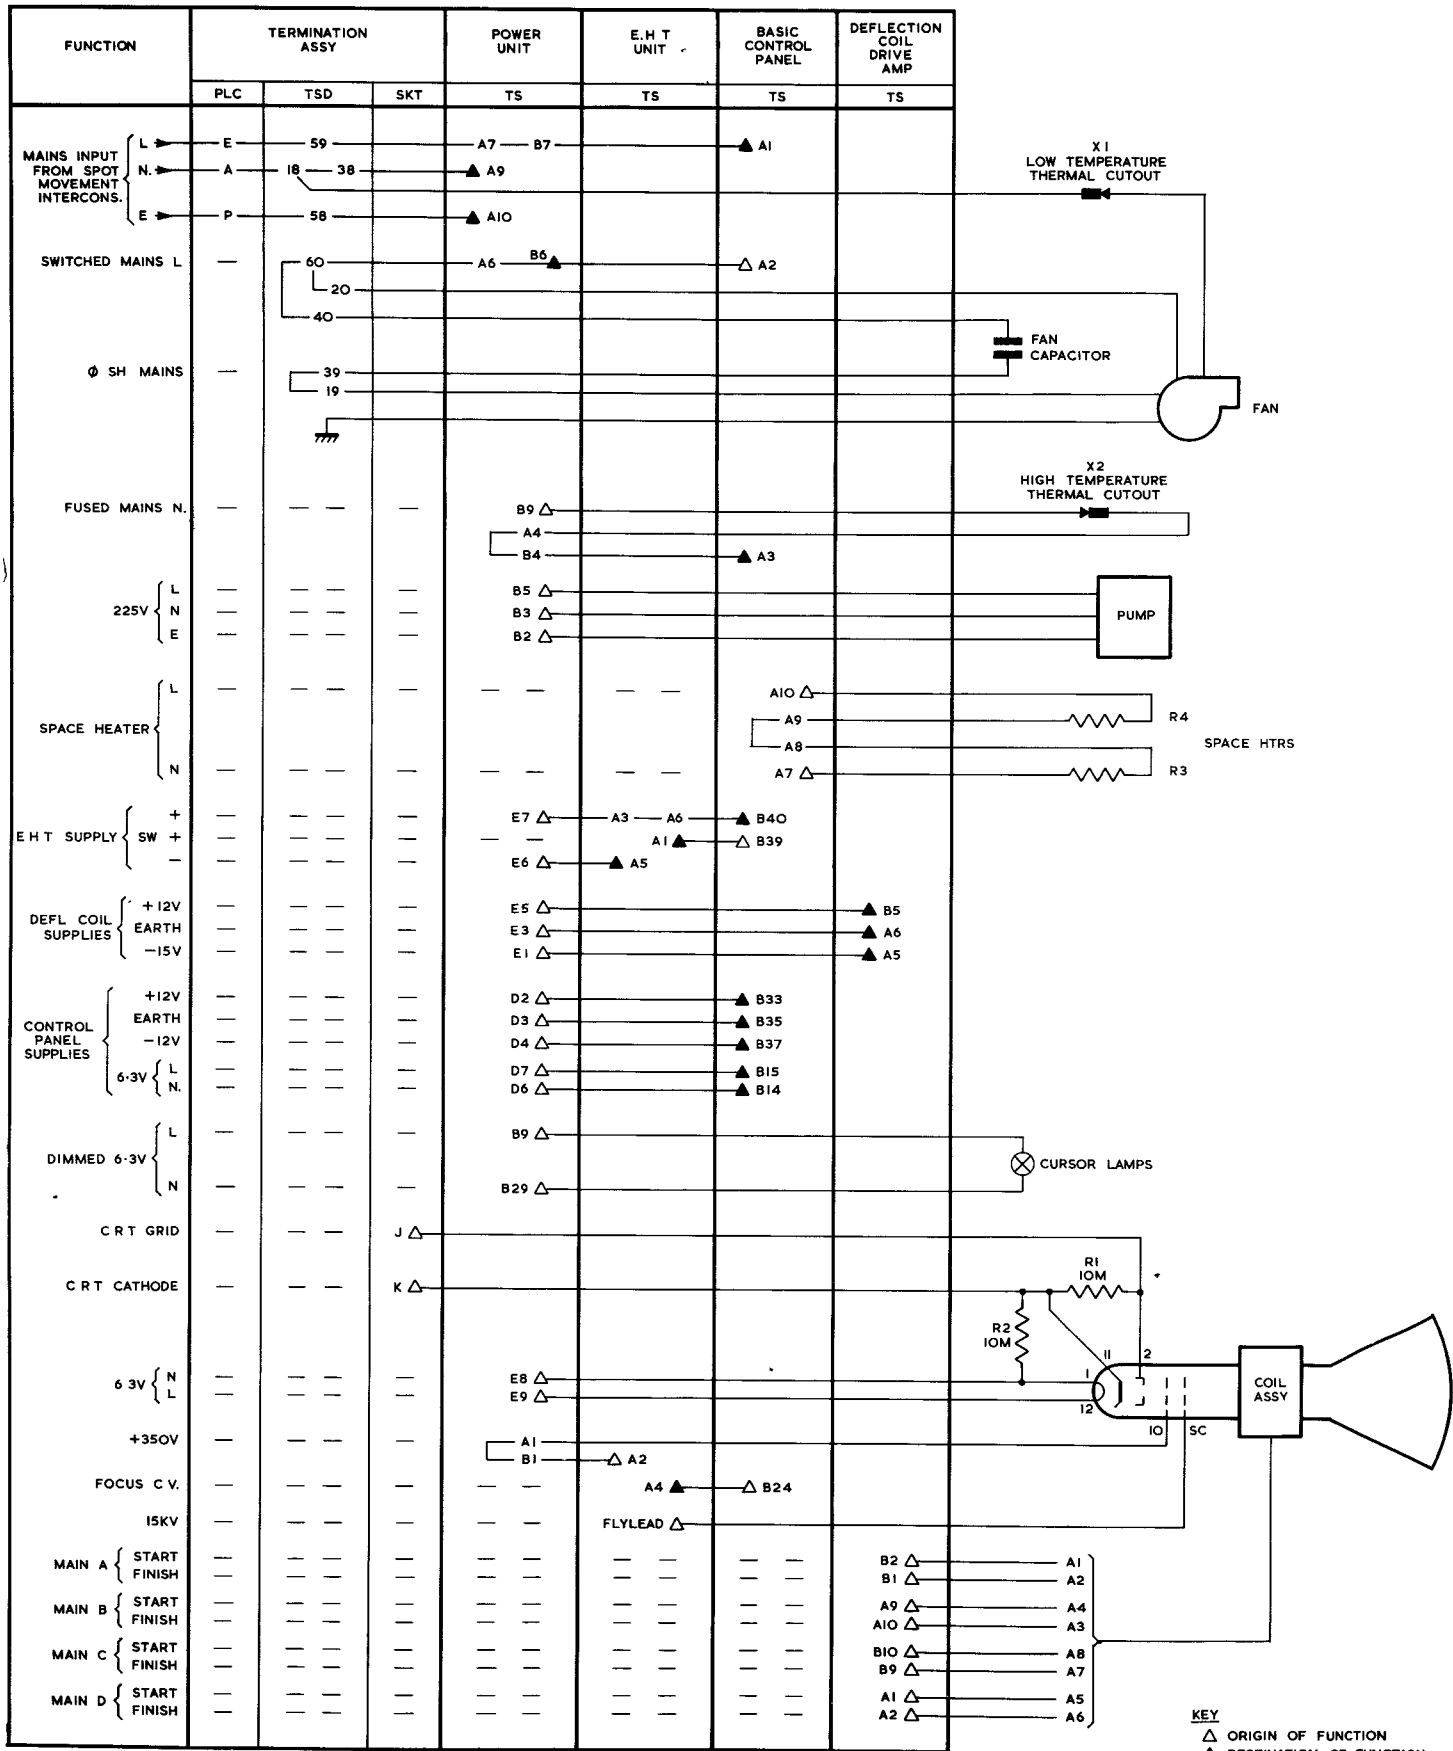 FUNCTION
TERMINATION
ASSY
POWER
UNIT
E.H T
UNIT
BASIC
CONTROL
PANEL
DEFLECTION
COIL
DRIVE
AMP
PLC TSD SKT TS TS TS TS
MAINS INPUT
FROM SPOT
MOVEMENT
INTERCONS.
L E 59 A7 B7 A1
N. A 18 38 A9
E P 58 A10
X1
LOW TEMPERATURE
THERMAL CUTOUT
SWITCHED MAINS L — 60 A6 B6 A2
20
40
FAN
CAPACITOR
Ø SH MAINS — 39
19
FAN
X2
HIGH TEMPERATURE
THERMAL CUTOUT
FUSED MAINS N. — — — — B9
A4
B4 A3
225V
L — — — — B5
N — — — — B3
E — — — — B2
PUMP
SPACE HEATER
L — — — — — — — — A10
A9 R4
A8
SPACE HTRS
N — — — — — — — — A7 R3
EHT SUPPLY
+ — — — — E7 A3 A6 B40
SW + — — — — — — A1 B39
− — — — — E6 A5
DEFL COIL
SUPPLIES
+12V — — — — E5 B5
EARTH — — — — E3 A6
−15V — — — — E1 A5
CONTROL
PANEL
SUPPLIES
+12V — — — — D2 B33
EARTH — — — — D3 B35
−12V — — — — D4 B37
6·3V
L — — — — D7 B15
N. — — — — D6 B14
DIMMED 6·3V
L — — — — B9
CURSOR LAMPS
N — — — — B29
CRT GRID — — — J
CRT CATHODE — — — K
R1
10M
R2
10M
11 2
1
12
10 SC
COIL
ASSY
6 3V
N — — — — E8
L — — — — E9
+350V — — — — A1
B1 A2
FOCUS C V. — — — — — — A4 B24
15KV — — — — — — FLYLEAD
MAIN A
START — — — — — — — — — — B2 A1
FINISH — — — — — — — — — — B1 A2
MAIN B
START — — — — — — — — — — A9 A4
FINISH — — — — — — — — — — A10 A3
MAIN C
START — — — — — — — — — — B10 A8
FINISH — — — — — — — — — — B9 A7
MAIN D
START — — — — — — — — — — A1 A5
FINISH — — — — — — — — — — A2 A6
KEY
△ ORIGIN OF FUNCTION